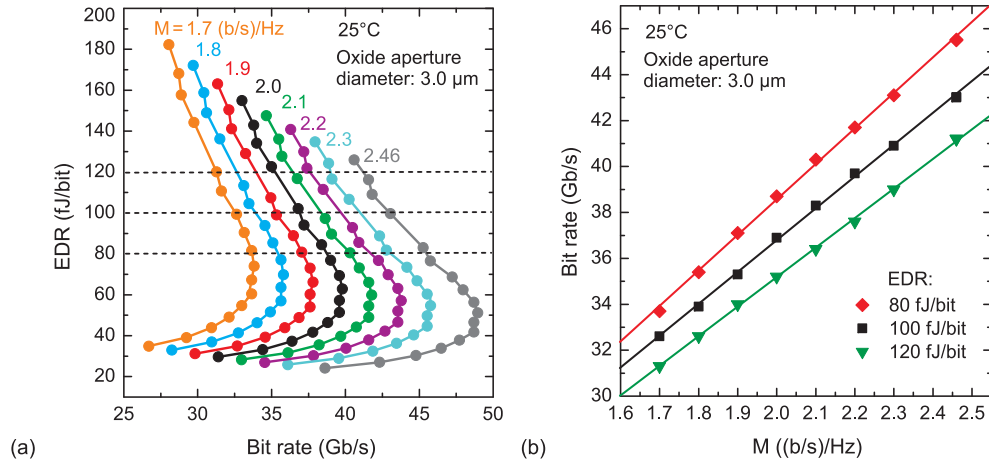 M = 1.7 (b/s)/Hz
1.8
1.9
2.0
2.1
2.2
2.3
2.46
25°C
Oxide aperture
diameter: 3.0 µm
EDR (fJ/bit)
200
180
160
140
120
100
80
60
40
20
25 30 35 40 45 50
Bit rate (Gb/s)
(a)
25°C
Oxide aperture
diameter: 3.0 µm
Bit rate (Gb/s)
46
44
42
40
38
36
34
32
30
EDR:
80 fJ/bit
100 fJ/bit
120 fJ/bit
1.6 1.7 1.8 1.9 2.0 2.1 2.2 2.3 2.4 2.5
M ((b/s)/Hz)
(b)